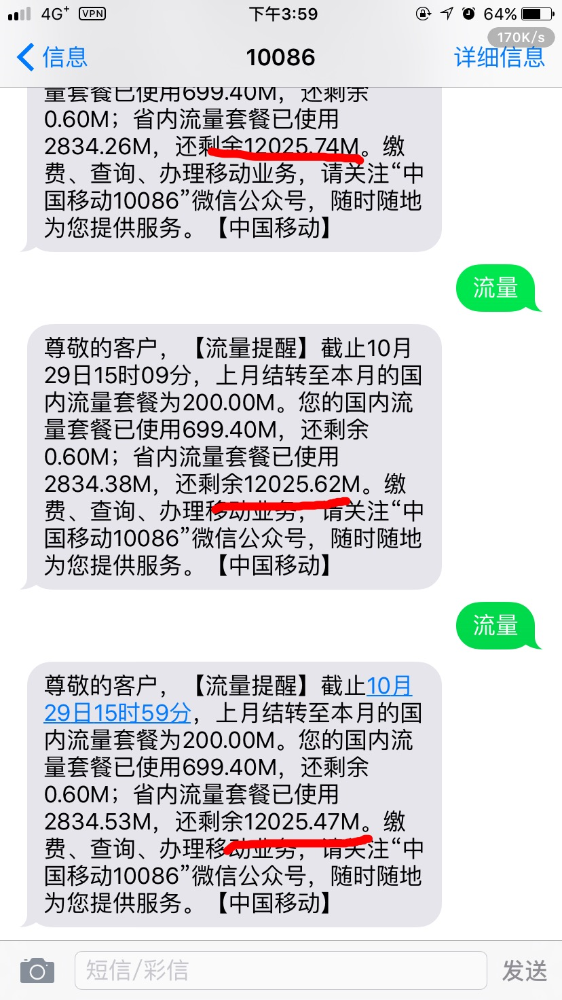 4G+ VPN 下午3:59 64%
170K/s
信息 10086 详细信息
量套餐已使用699.40M，还剩余
0.60M；省内流量套餐已使用
2834.26M，还剩余12025.74M。缴
费、查询、办理移动业务，请关注“中
国移动10086”微信公众号，随时随地
为您提供服务。【中国移动】
流量
尊敬的客户，【流量提醒】截止10月
29日15时09分，上月结转至本月的国
内流量套餐为200.00M。您的国内流
量套餐已使用699.40M，还剩余
0.60M；省内流量套餐已使用
2834.38M，还剩余12025.62M。缴
费、查询、办理移动业务，请关注“中
国移动10086”微信公众号，随时随地
为您提供服务。【中国移动】
流量
尊敬的客户，【流量提醒】截止10月
29日15时59分，上月结转至本月的国
内流量套餐为200.00M。您的国内流
量套餐已使用699.40M，还剩余
0.60M；省内流量套餐已使用
2834.53M，还剩余12025.47M。缴
费、查询、办理移动业务，请关注“中
国移动10086”微信公众号，随时随地
为您提供服务。【中国移动】
短信/彩信 发送